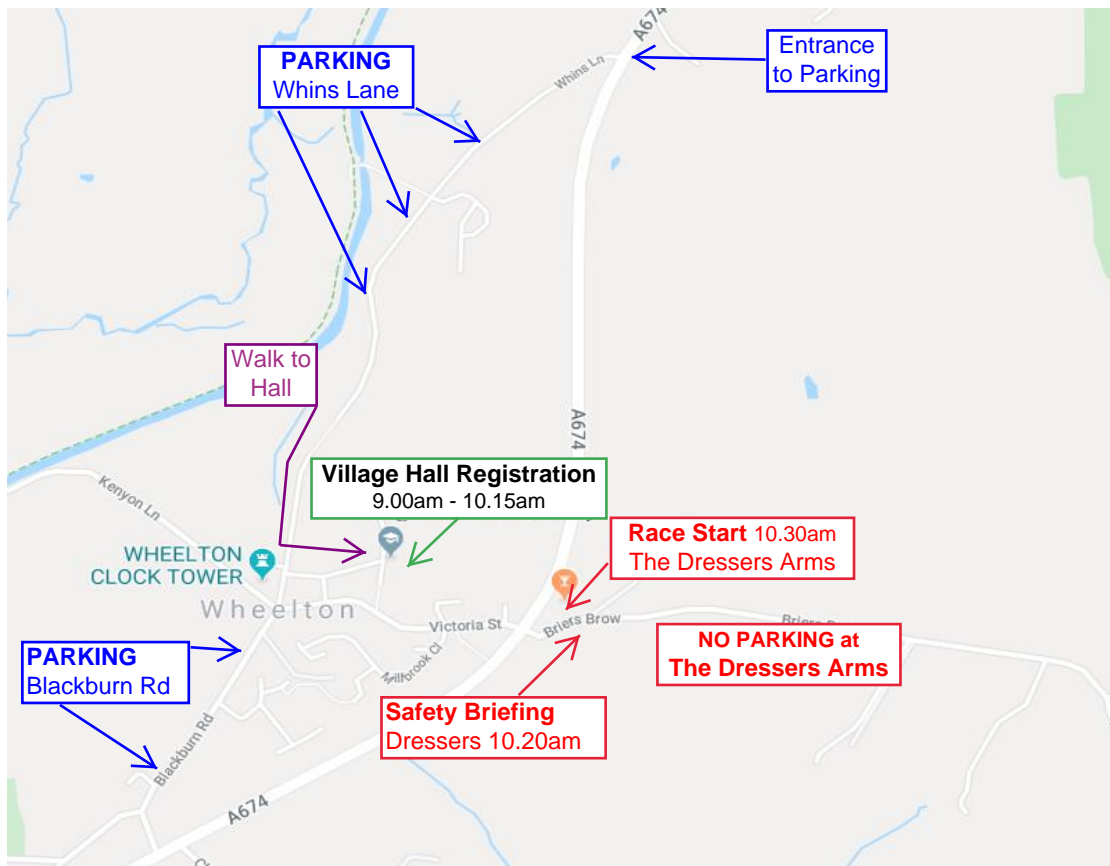 A674
PARKING
Whins Lane
Whins Ln
Entrance
to Parking
Walk to
Hall
A674
Kenyon Ln
Village Hall Registration
9.00am - 10.15am
WHEELTON
CLOCK TOWER
Wheelton
Race Start 10.30am
The Dressers Arms
Victoria St
Briers Brow
Briers
NO PARKING at
The Dressers Arms
PARKING
Blackburn Rd
Millbrook Cl
Safety Briefing
Dressers 10.20am
Blackburn Rd
A674